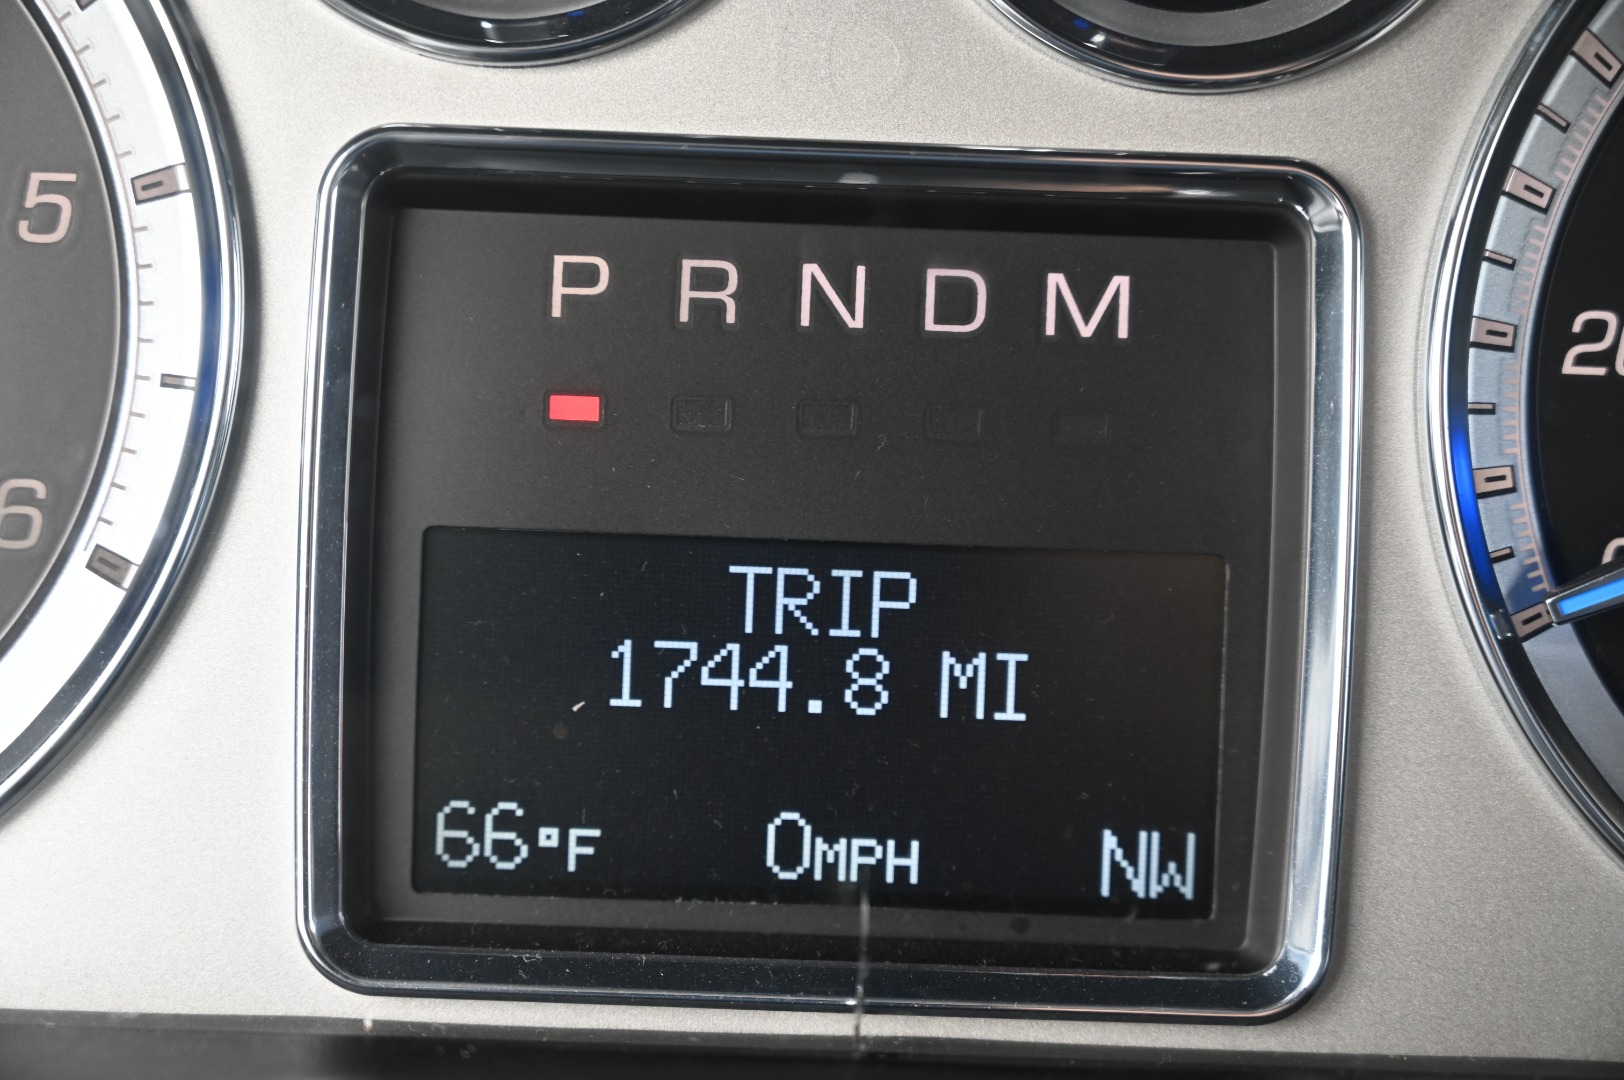 5
6
P R N D M
TRIP
1744.8 MI
66°F 0MPH NW